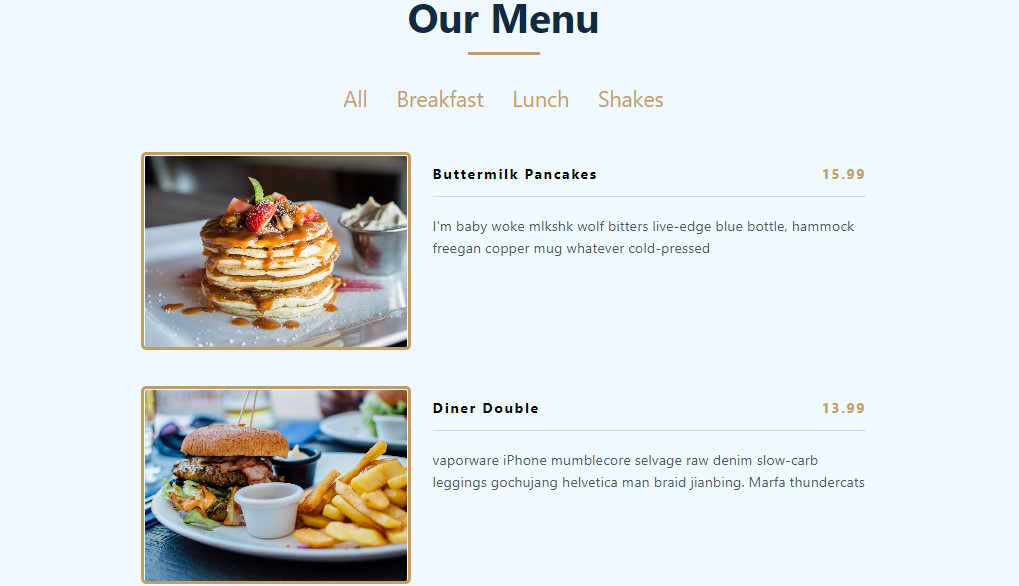 Our Menu
All Breakfast Lunch Shakes
Buttermilk Pancakes 15.99
I'm baby woke mlkshk wolf bitters live-edge blue bottle, hammock
freegan copper mug whatever cold-pressed
Diner Double 13.99
vaporware iPhone mumblecore selvage raw denim slow-carb
leggings gochujang helvetica man braid jianbing. Marfa thundercats